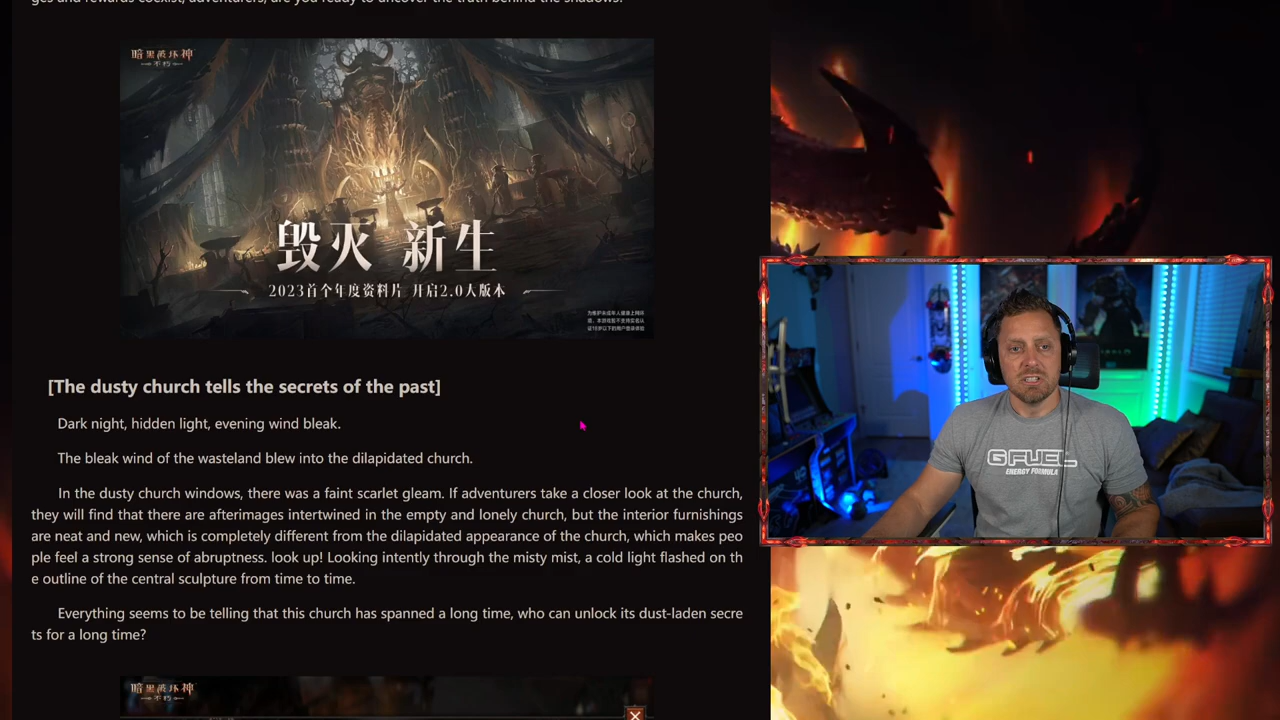 ges and rewards coexist, adventurers, are you ready to uncover the truth behind the shadows!
暗黑破坏神
不朽
毁灭 新生
2023首个年度资料片 开启2.0大版本
[The dusty church tells the secrets of the past]
Dark night, hidden light, evening wind bleak.
The bleak wind of the wasteland blew into the dilapidated church.
In the dusty church windows, there was a faint scarlet gleam. If adventurers take a closer look at the church,
they will find that there are afterimages intertwined in the empty and lonely church, but the interior furnishings
are neat and new, which is completely different from the dilapidated appearance of the church, which makes peo
ple feel a strong sense of abruptness. look up! Looking intently through the misty mist, a cold light flashed on th
e outline of the central sculpture from time to time.
Everything seems to be telling that this church has spanned a long time, who can unlock its dust-laden secre
ts for a long time?
暗黑破坏神
不朽
G FUEL
ENERGY FORMULA